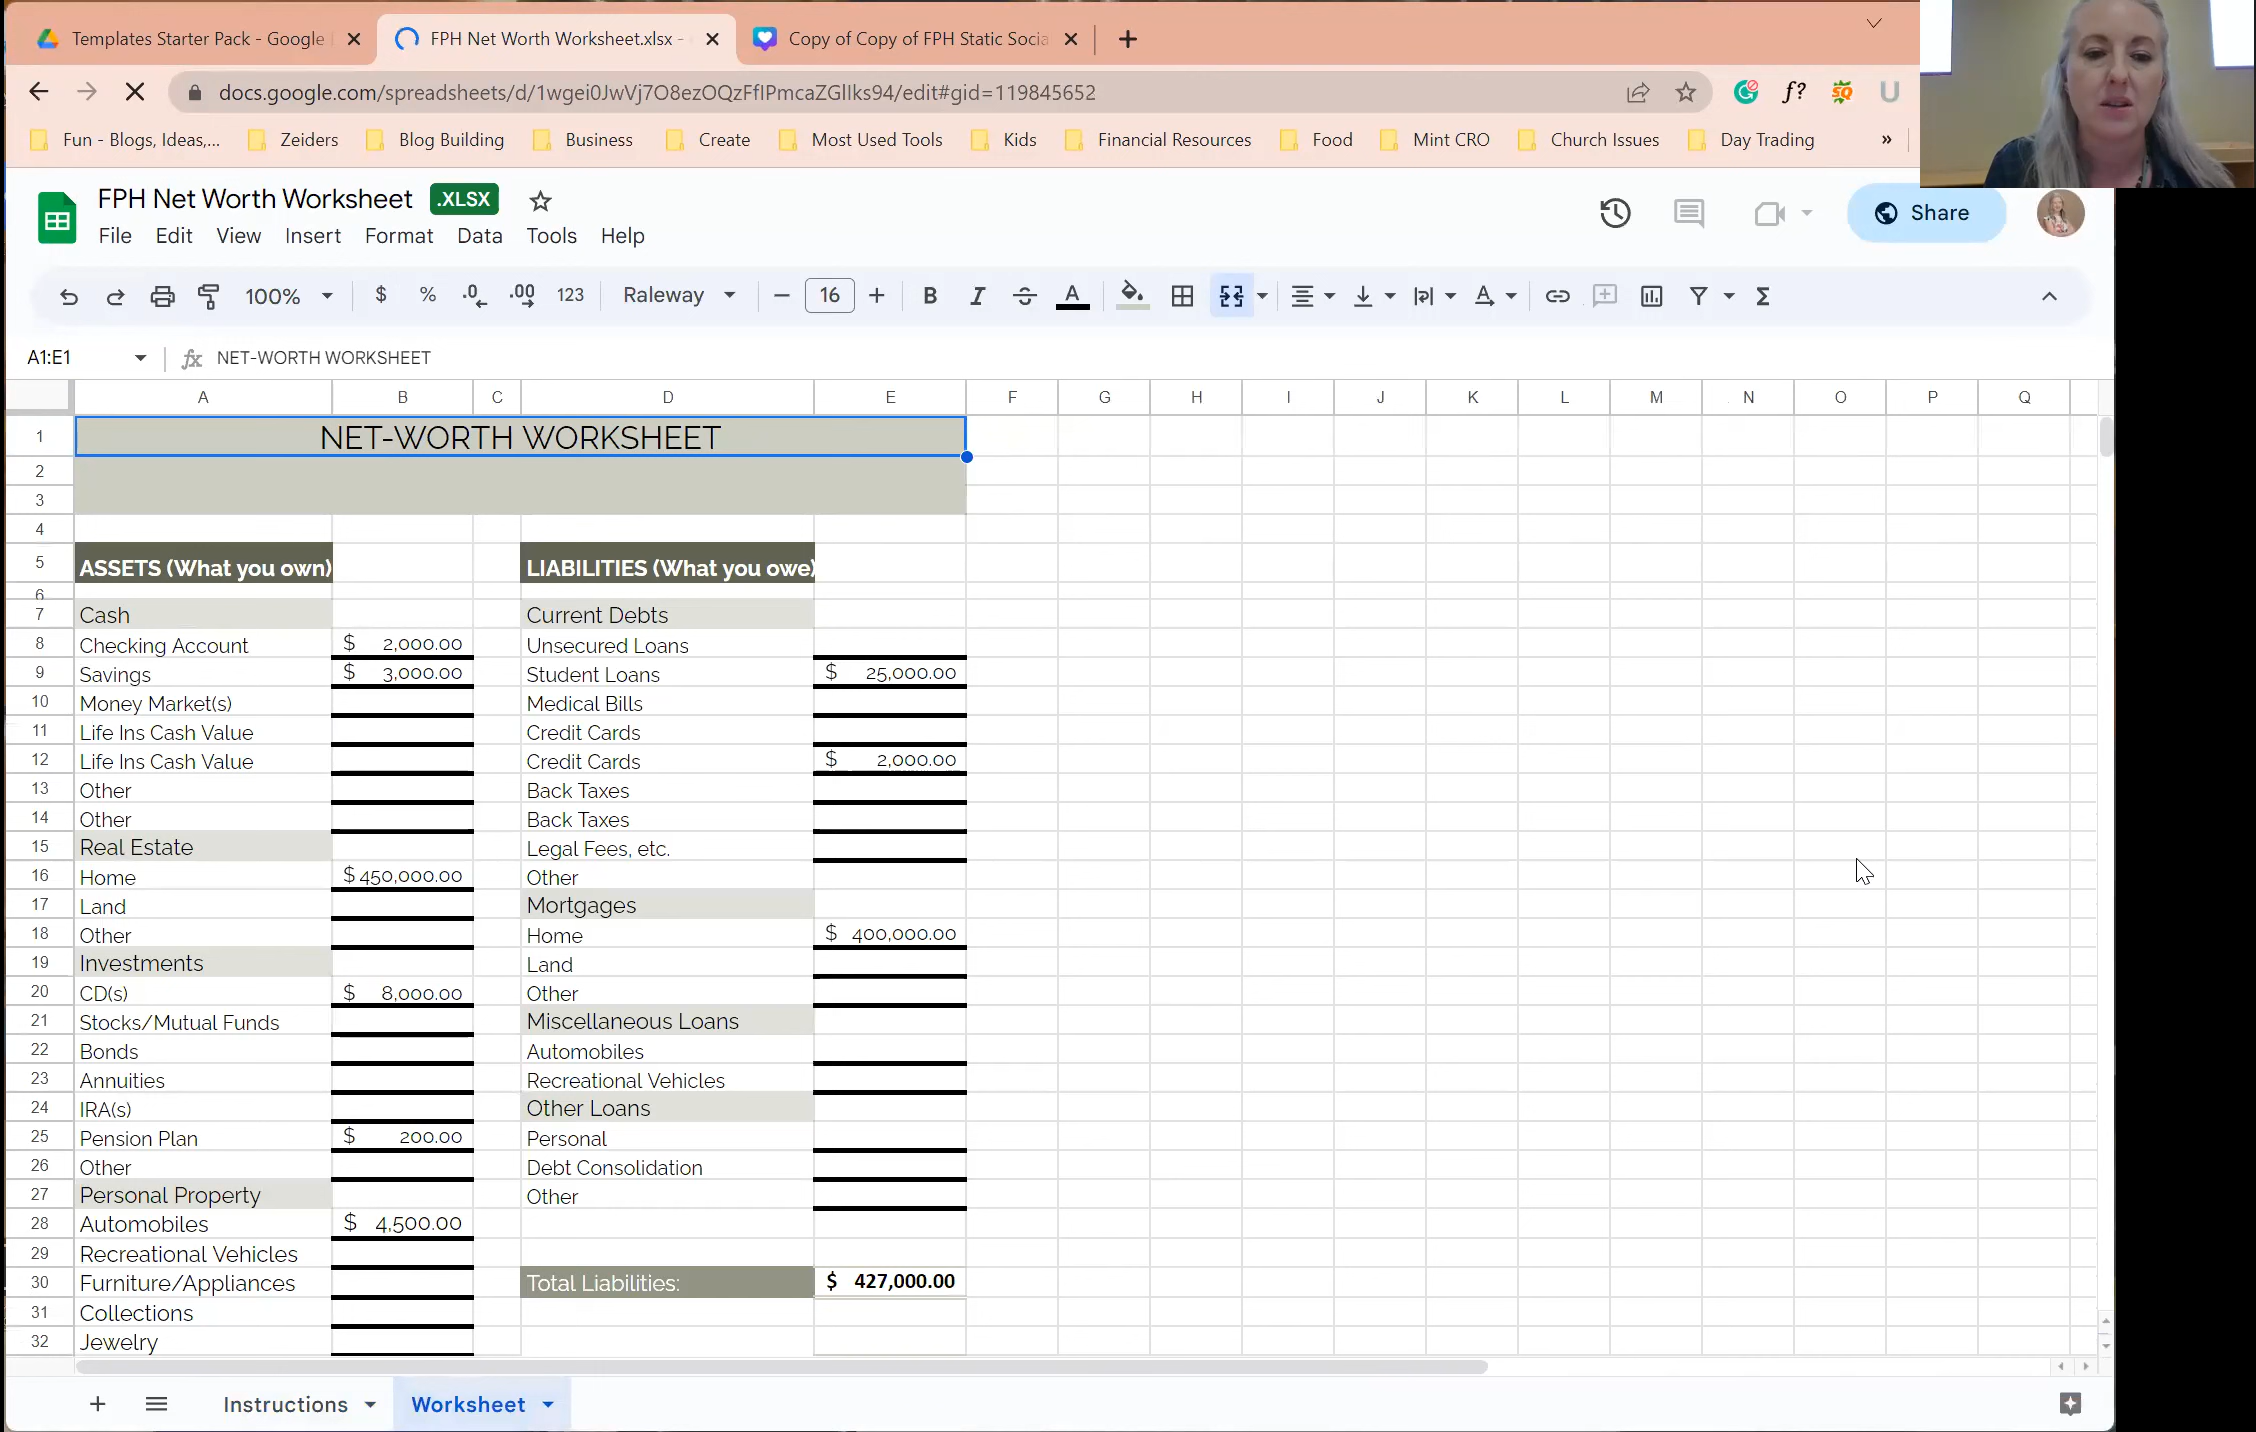 Templates Starter Pack - Google
FPH Net Worth Worksheet.xlsx -
Copy of Copy of FPH Static Socia
docs.google.com/spreadsheets/d/1wgei0JwVj7O8ezOQzFfIPmcaZGlIks94/edit#gid=119845652
f?
SQ
U
Fun - Blogs, Ideas,...
Zeiders
Blog Building
Business
Create
Most Used Tools
Kids
Financial Resources
Food
Mint CRO
Church Issues
Day Trading
»
FPH Net Worth Worksheet .XLSX
File Edit View Insert Format Data Tools Help
Share
100% $ % .0 .00 123 Raleway - 16 + B I S A Σ
A1:E1 fx NET-WORTH WORKSHEET
A B C D E F G H I J K L M N O P Q
1 NET-WORTH WORKSHEET
2
3
4
5 ASSETS (What you own) LIABILITIES (What you owe)
6
7 Cash Current Debts
8 Checking Account $ 2,000.00 Unsecured Loans
9 Savings $ 3,000.00 Student Loans $ 25,000.00
10 Money Market(s) Medical Bills
11 Life Ins Cash Value Credit Cards
12 Life Ins Cash Value Credit Cards $ 2,000.00
13 Other Back Taxes
14 Other Back Taxes
15 Real Estate Legal Fees, etc.
16 Home $ 450,000.00 Other
17 Land Mortgages
18 Other Home $ 400,000.00
19 Investments Land
20 CD(s) $ 8,000.00 Other
21 Stocks/Mutual Funds Miscellaneous Loans
22 Bonds Automobiles
23 Annuities Recreational Vehicles
24 IRA(s) Other Loans
25 Pension Plan $ 200.00 Personal
26 Other Debt Consolidation
27 Personal Property Other
28 Automobiles $ 4,500.00
29 Recreational Vehicles
30 Furniture/Appliances Total Liabilities: $ 427,000.00
31 Collections
32 Jewelry
+ Instructions Worksheet